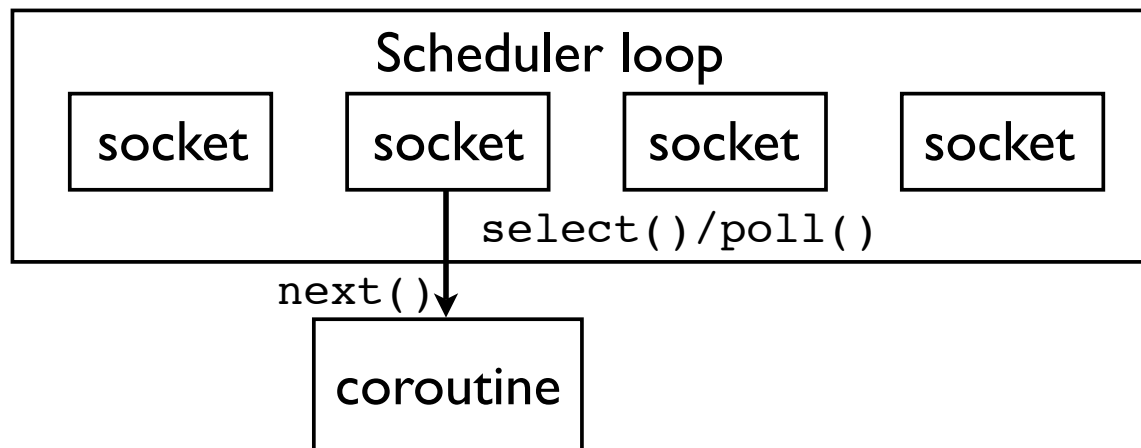 Scheduler loop
socket socket socket socket
select()/poll()
next()
coroutine